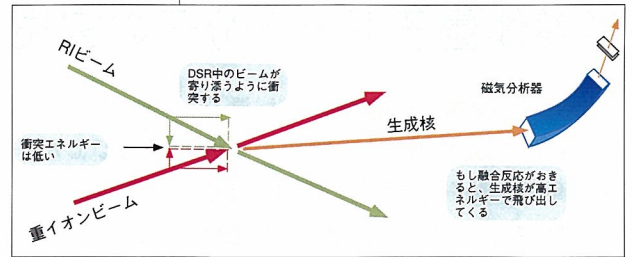 RIビーム
DSR中のビームが
寄り添うように衝
突する
磁気分析器
生成核
衝突エネルギー
は低い
もし融合反応がおき
ると、生成核が高エ
ネルギーで飛び出し
てくる
重イオンビーム